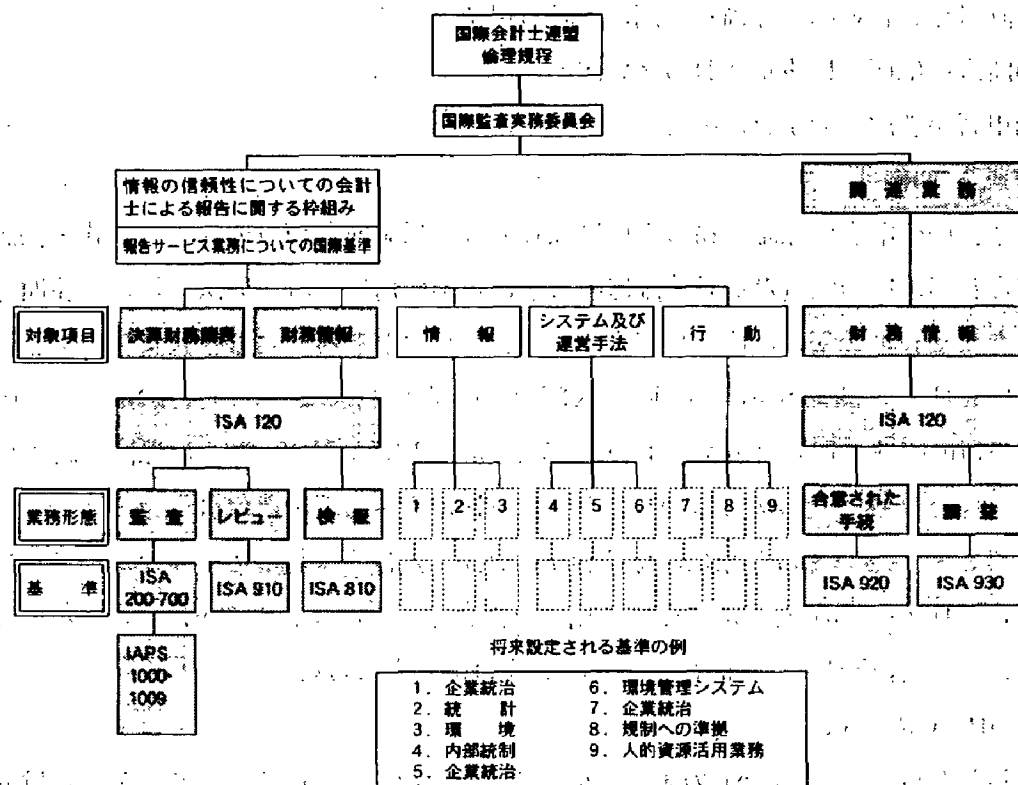 国際会計士連盟
倫理規程
国際監査実務委員会
情報の信頼性についての会計
士による報告に関する枠組み
報告サービス業務についての国際基準
関連業務
対象項目
決算財務諸表
財務情報
情報
システム及び
運営手法
行動
財務情報
ISA 120
ISA 120
業務形態
監査
レビュー
検証
1 2 3 4 5 6 7 8 9
合意された
手続
調整
基準
ISA
200-700
ISA 910
ISA 810
ISA 920
ISA 930
IAPS
1000-
1009
将来設定される基準の例
1. 企業統治
2. 統計
3. 環境
4. 内部統制
5. 企業統治
6. 環境管理システム
7. 企業統治
8. 規制への準拠
9. 人的資源活用業務